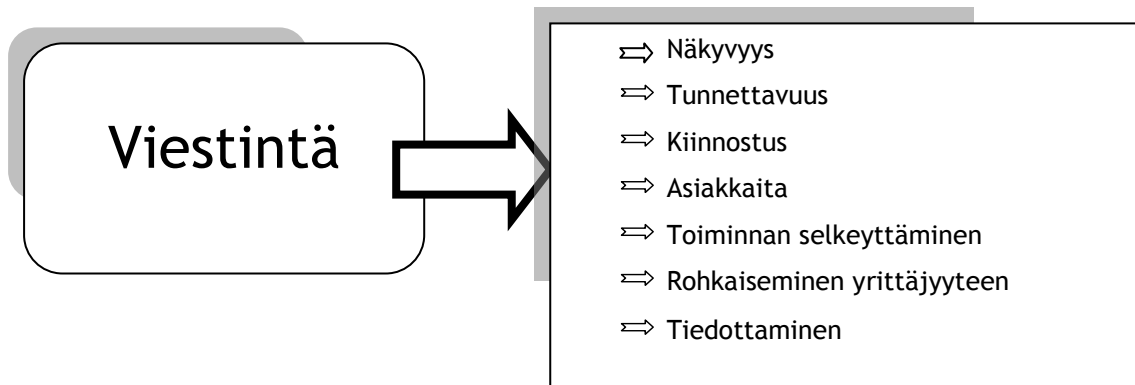 Viestintä
Näkyvyys
Tunnettavuus
Kiinnostus
Asiakkaita
Toiminnan selkeyttäminen
Rohkaiseminen yrittäjyyteen
Tiedottaminen